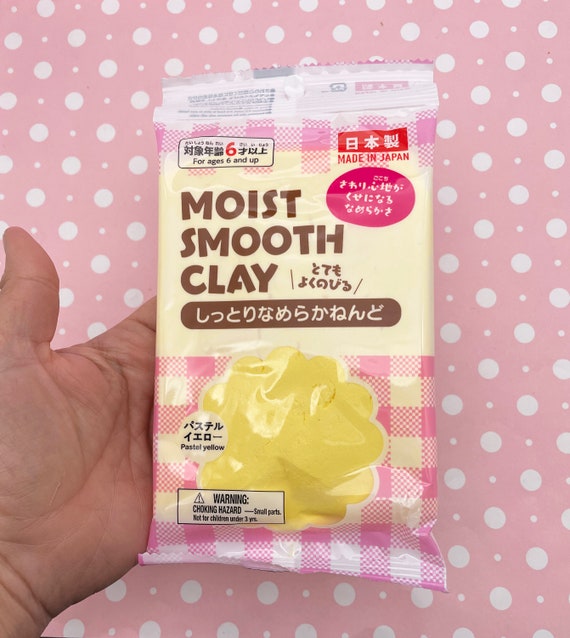 対象年齢6才以上
For ages 6 and up
日本製
MADE IN JAPAN
さわり心地が
くせになる
なめらかさ
MOIST
SMOOTH
CLAY
とても
よくのびる
しっとりなめらかねんど
パステル
イエロー
Pastel yellow
WARNING:
CHOKING HAZARD —Small parts.
Not for children under 3 yrs.